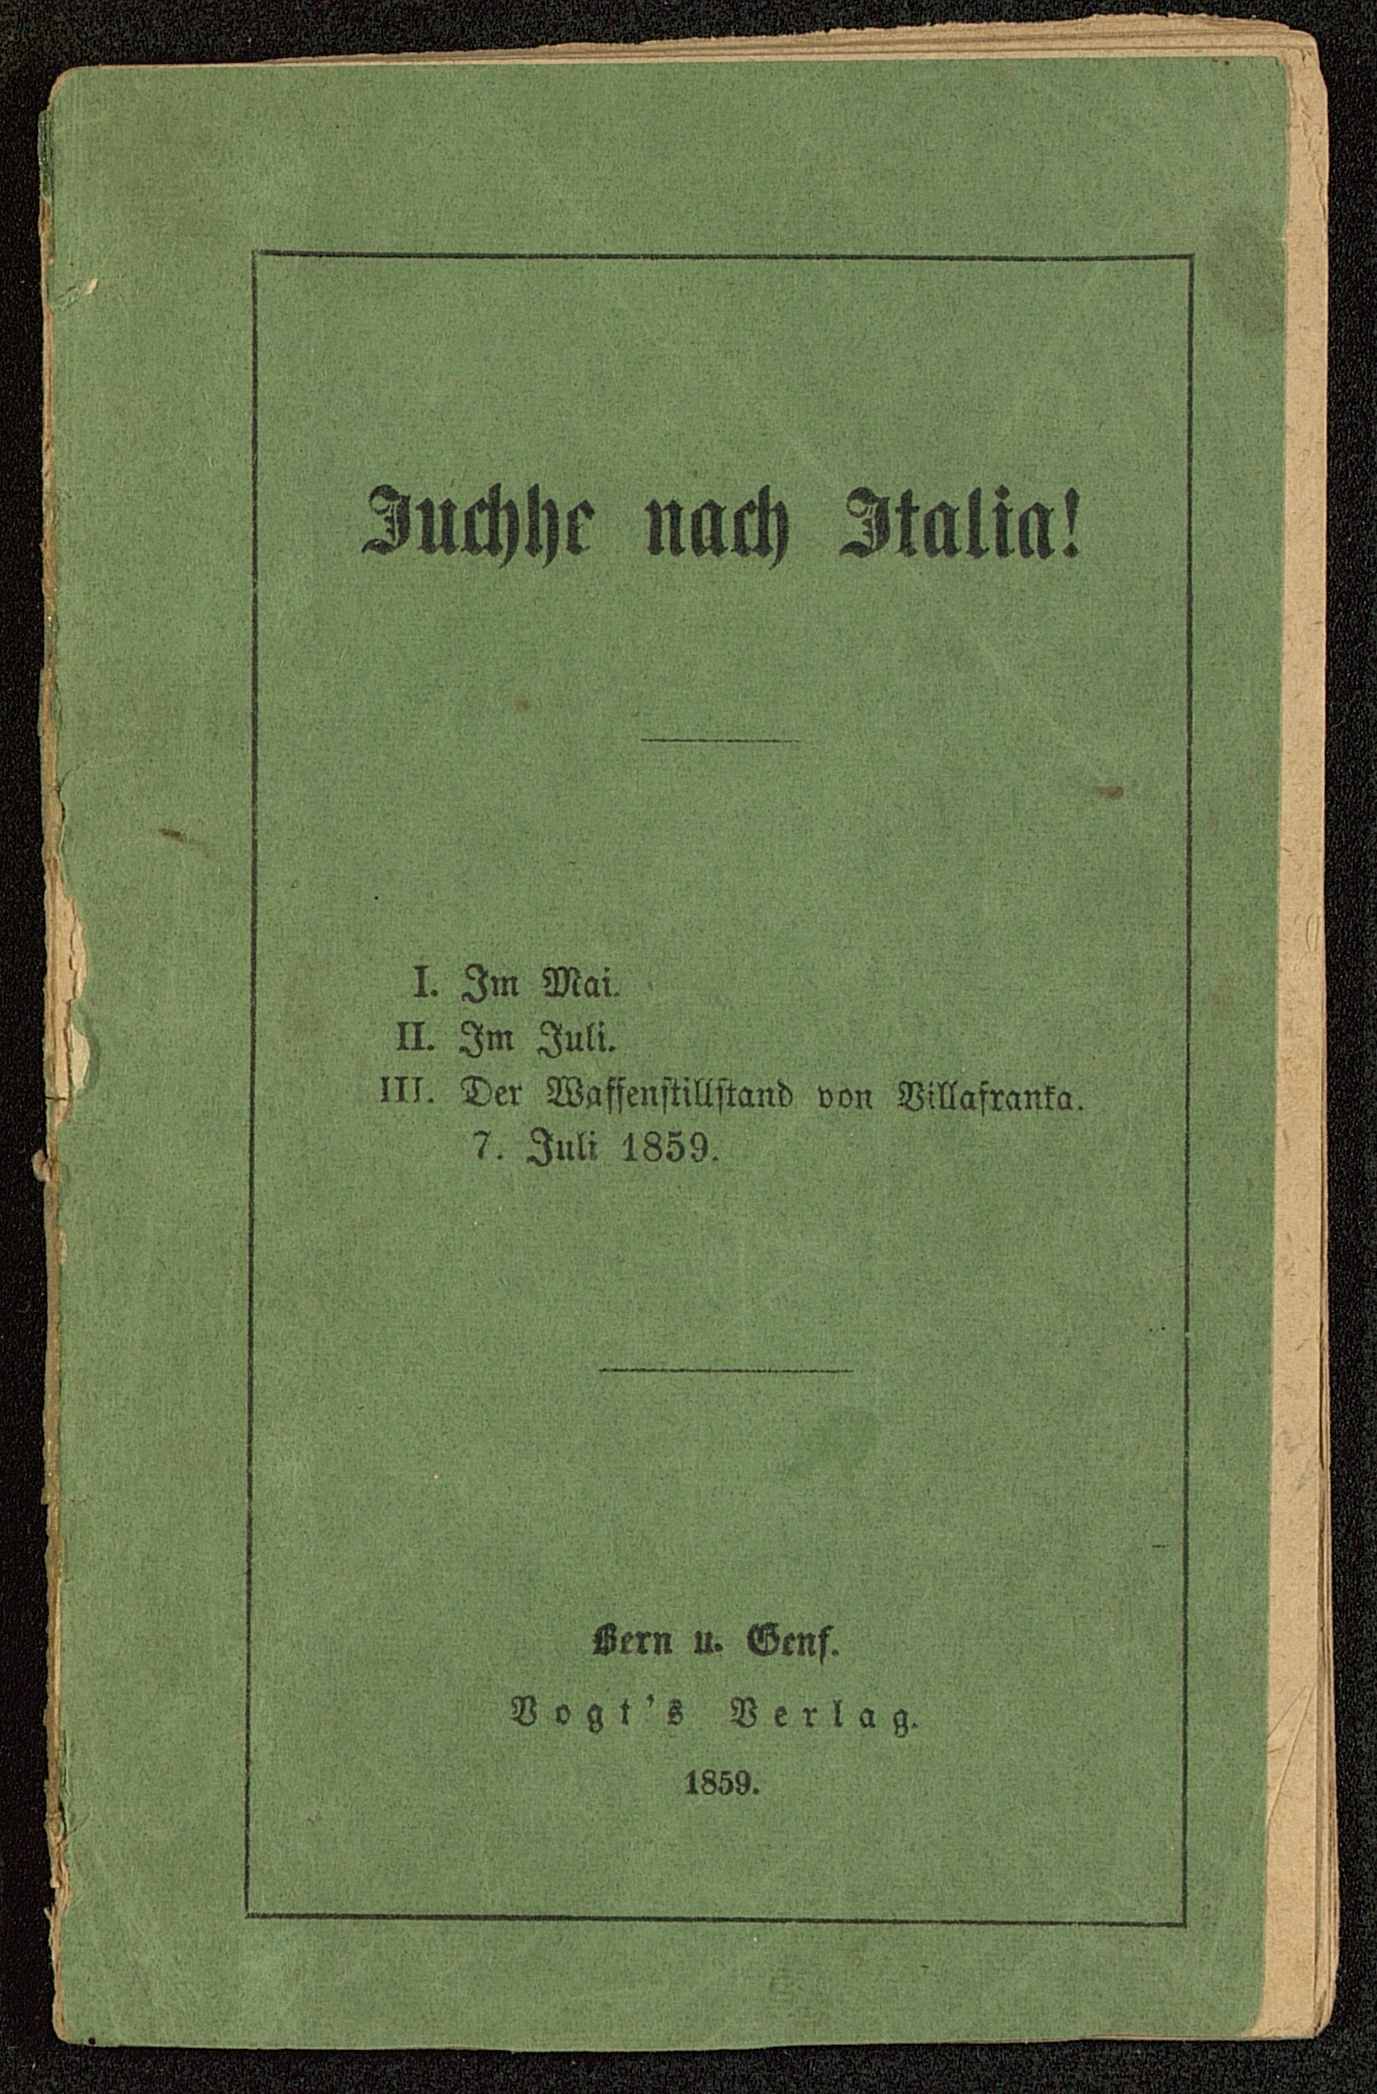 Juchhe nach Italia!
I. Im Mai.
II. Im Juli.
III. Der Waffenstillstand von Villafranka.
7. Juli 1859.
Bern u. Genf.
Vogt's Verlag.
1859.